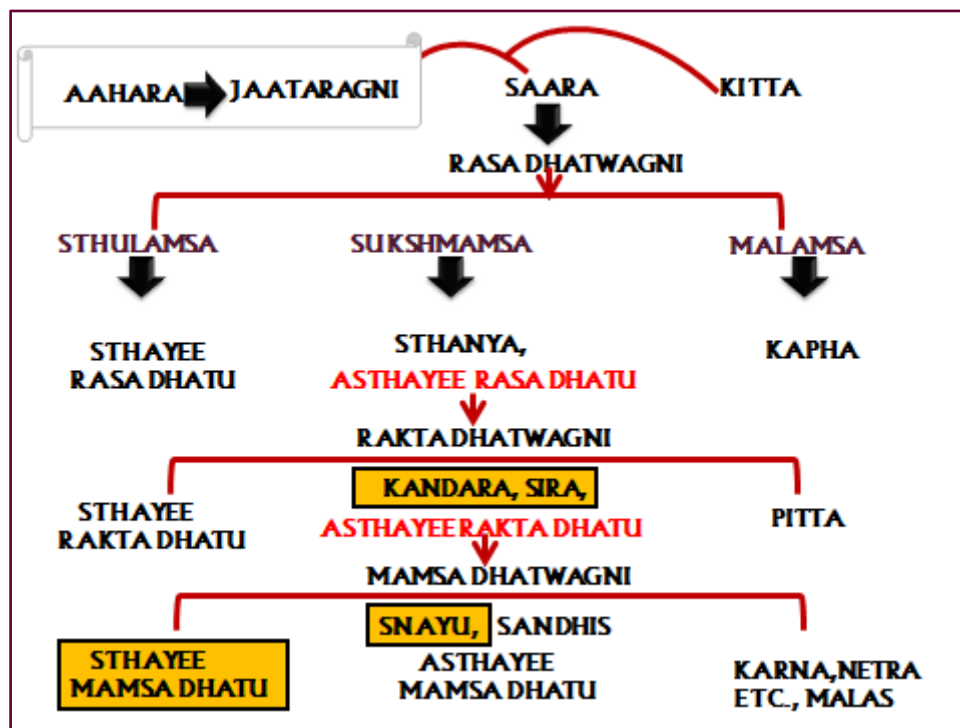 AAHARA JAATARAGNI SAARA KITTA
RASA DHATWAGNI
STHULAMSA SUKSHMAMSA MALAMSA
STHAYEE
RASA DHATU
STHANYA,
ASTHAYEE RASA DHATU
KAPHA
RAKTA DHATWAGNI
STHAYEE
RAKTA DHATU
KANDARA, SIRA,
ASTHAYEE RAKTA DHATU
PITTA
MAMSA DHATWAGNI
STHAYEE
MAMSA DHATU
SNAYU, SANDHIS
ASTHAYEE
MAMSA DHATU
KARNA,NETRA
ETC., MALAS